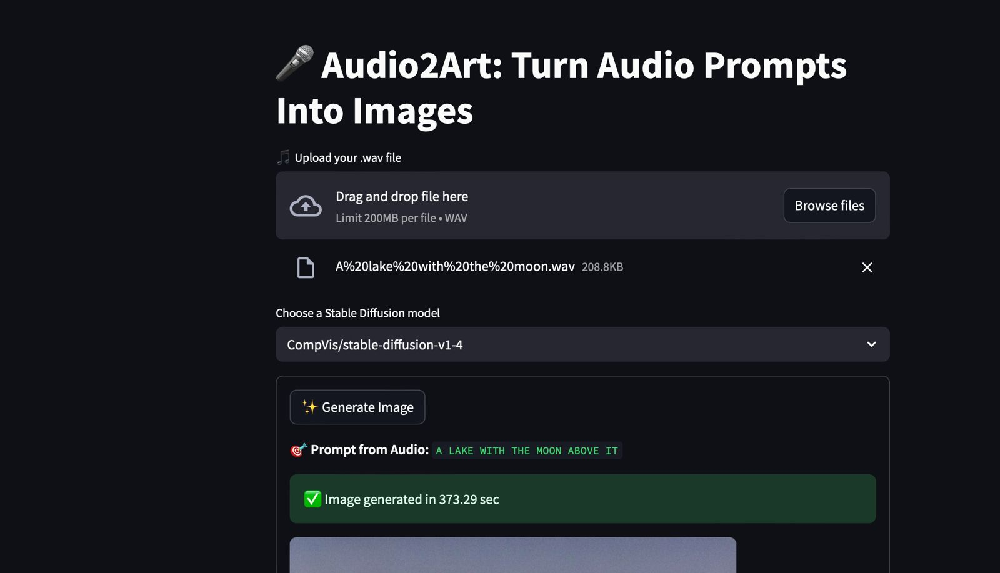 🎤 Audio2Art: Turn Audio Prompts
Into Images
🎵 Upload your .wav file
Drag and drop file here
Limit 200MB per file • WAV
Browse files
A%20lake%20with%20the%20moon.wav 208.8KB
Choose a Stable Diffusion model
CompVis/stable-diffusion-v1-4
✨ Generate Image
🎯 Prompt from Audio: A LAKE WITH THE MOON ABOVE IT
✅ Image generated in 373.29 sec